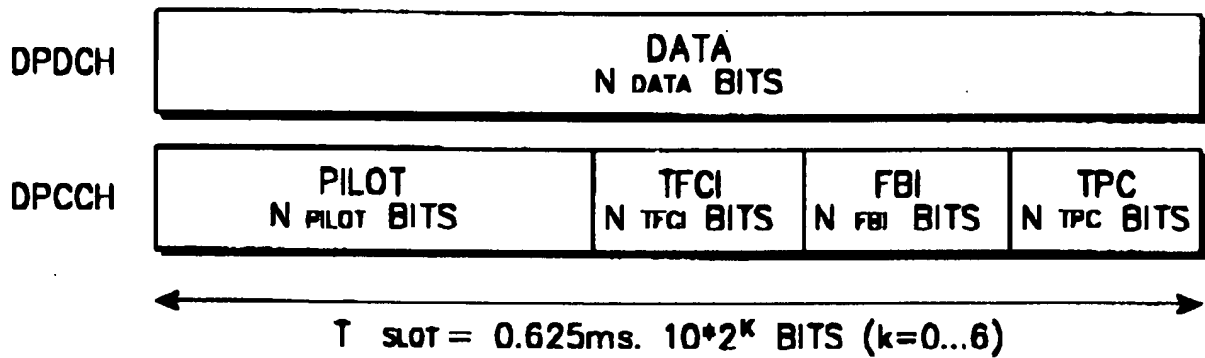 DPDCH
DATA
N DATA BITS
DPCCH
PILOT
N PILOT BITS
TFCI
N TFCI BITS
FBI
N FBI BITS
TPC
N TPC BITS
T SLOT = 0.625ms. 10*2^K BITS (k=0...6)